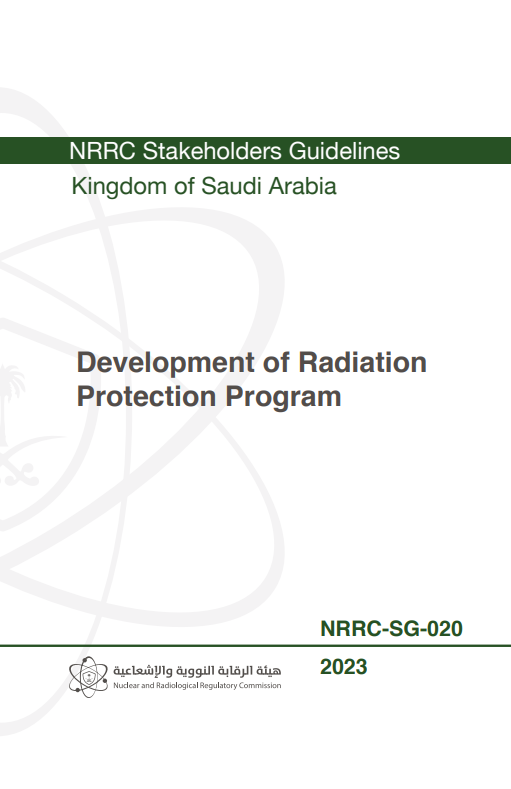 NRRC Stakeholders Guidelines
Kingdom of Saudi Arabia
Development of Radiation
Protection Program
NRRC-SG-020
هيئة الرقابة النووية والإشعاعية
Nuclear and Radiological Regulatory Commission
2023